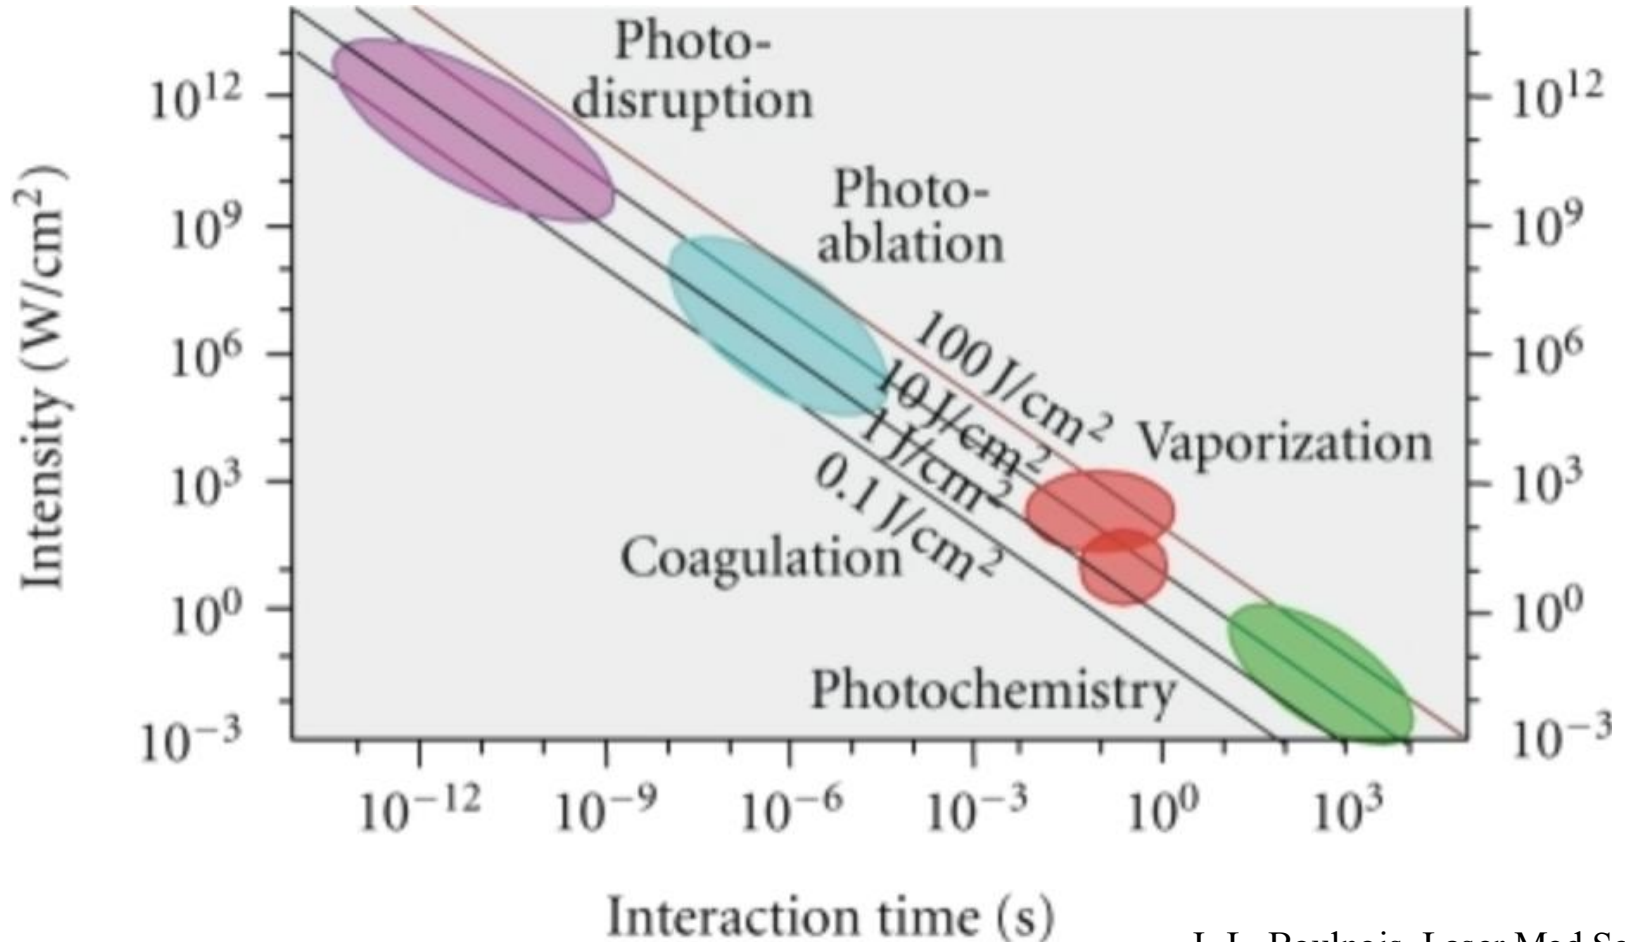 Photo-
disruption
Photo-
ablation
100 J/cm²
10 J/cm²
1 J/cm²
0.1 J/cm²
Vaporization
Coagulation
Photochemistry
Intensity (W/cm²)
10¹²
10⁹
10⁶
10³
10⁰
10⁻³
10¹²
10⁹
10⁶
10³
10⁰
10⁻³
10⁻¹² 10⁻⁹ 10⁻⁶ 10⁻³ 10⁰ 10³
Interaction time (s)